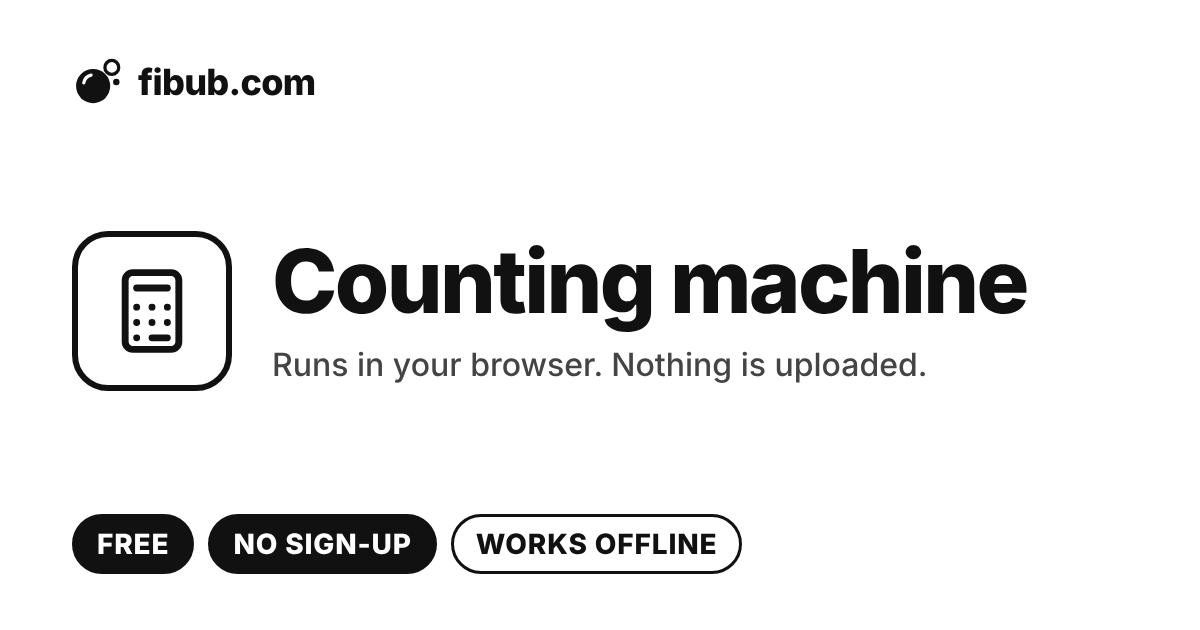 fibub.com
Counting machine
Runs in your browser. Nothing is uploaded.
FREE
NO SIGN-UP
WORKS OFFLINE